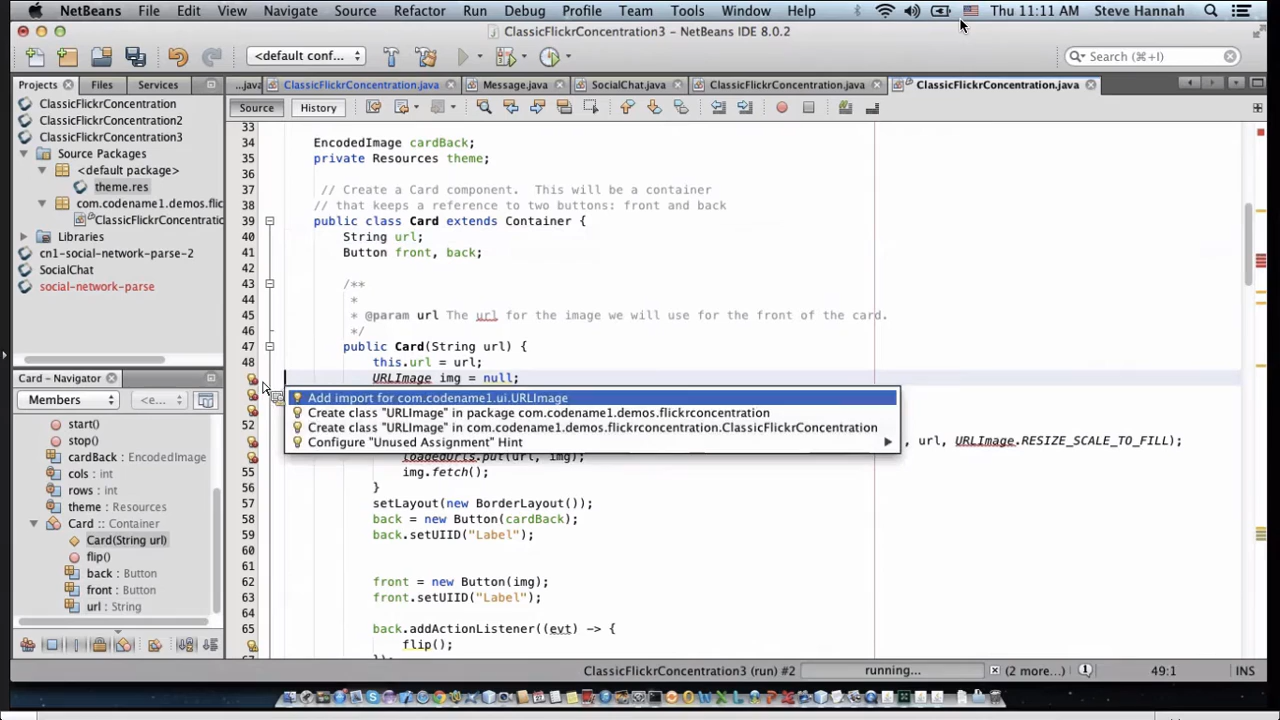 NetBeans File Edit View Navigate Source Refactor Run Debug Profile Team Tools Window Help Thu 11:11 AM Steve Hannah
ClassicFlickrConcentration3 – NetBeans IDE 8.0.2
<default conf... Search (⌘+I)
Projects Files Services ...java ClassicFlickrConcentration.java Message.java SocialChat.java ClassicFlickrConcentration.java ClassicFlickrConcentration.java
Source History
ClassicFlickrConcentration
ClassicFlickrConcentration2
ClassicFlickrConcentration3
Source Packages
<default package>
theme.res
com.codename1.demos.flic
ClassicFlickrConcentratio
Libraries
cn1-social-network-parse-2
SocialChat
social-network-parse
Card – Navigator
Members <e...
start()
stop()
cardBack : EncodedImage
cols : int
rows : int
theme : Resources
Card :: Container
Card(String url)
flip()
back : Button
front : Button
url : String
33
34 EncodedImage cardBack;
35 private Resources theme;
36
37 // Create a Card component. This will be a container
38 // that keeps a reference to two buttons: front and back
39 public class Card extends Container {
40 String url;
41 Button front, back;
42
43 /**
44 *
45 * @param url The url for the image we will use for the front of the card.
46 */
47 public Card(String url) {
48 this.url = url;
URLImage img = null;
Add import for com.codename1.ui.URLImage
Create class "URLImage" in package com.codename1.demos.flickrconcentration
Create class "URLImage" in com.codename1.demos.flickrconcentration.ClassicFlickrConcentration
Configure "Unused Assignment" Hint
52
, url, URLImage.RESIZE_SCALE_TO_FILL);
loadedUrls.put(url, img);
55 img.fetch();
56 }
57 setLayout(new BorderLayout());
58 back = new Button(cardBack);
59 back.setUIID("Label");
60
61
62 front = new Button(img);
63 front.setUIID("Label");
64
65 back.addActionListener((evt) -> {
flip();
67 });
ClassicFlickrConcentration3 (run) #2 running... (2 more...) 49:1 INS